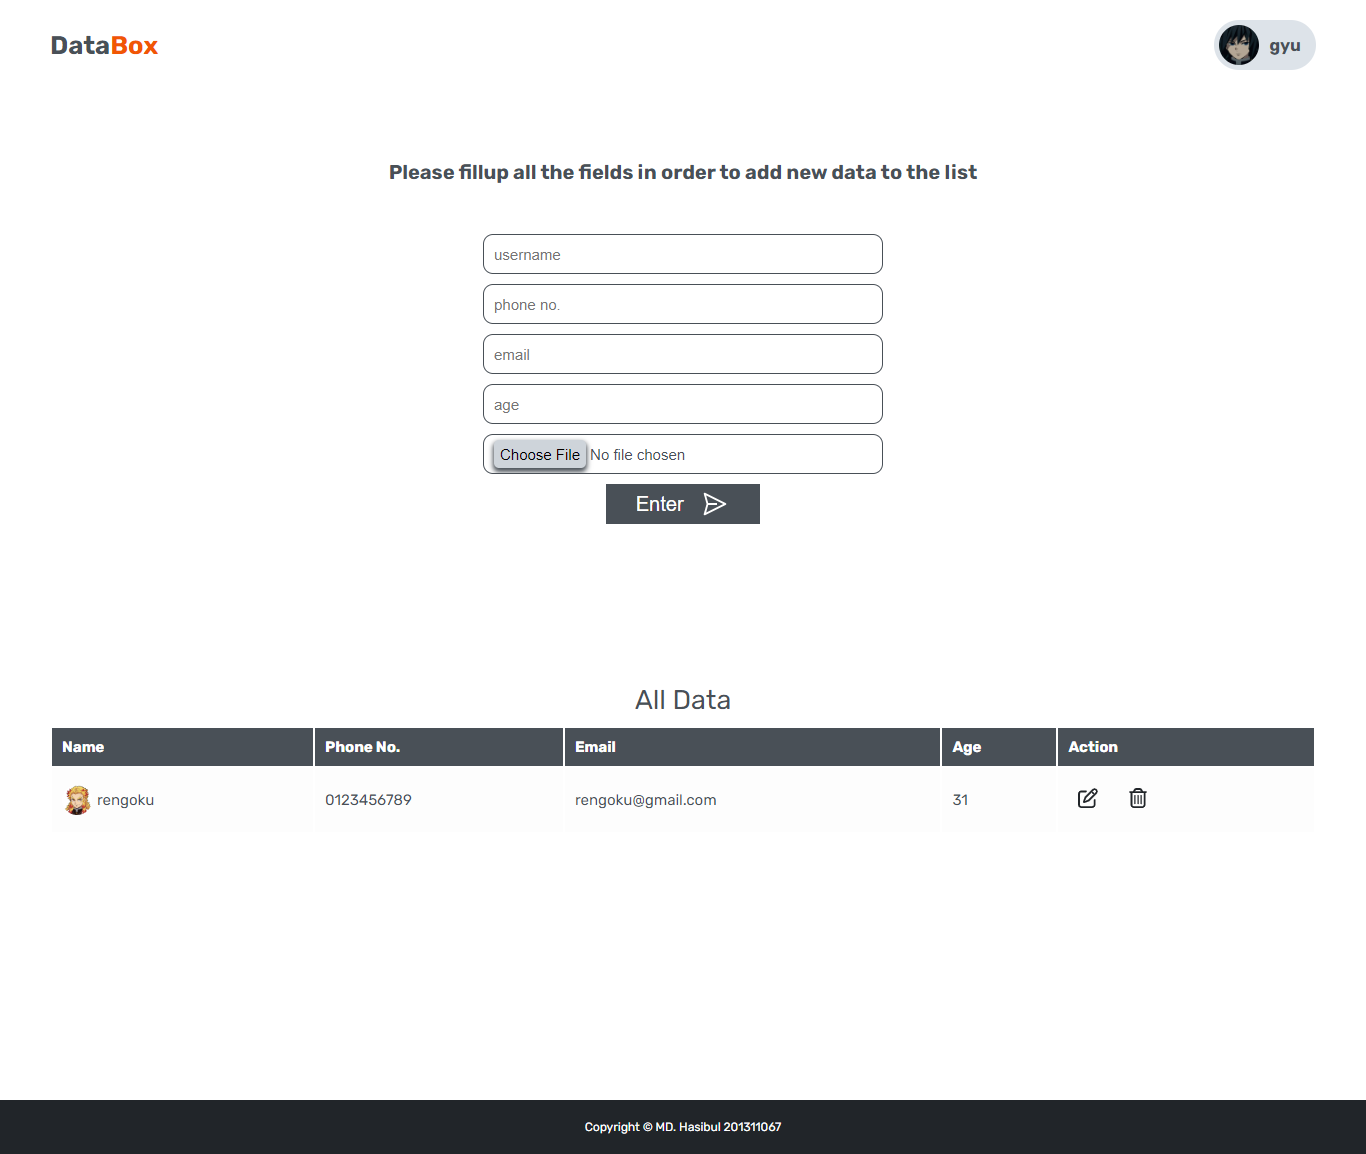 DataBox
gyu
Please fillup all the fields in order to add new data to the list
username
phone no.
email
age
Choose File No file chosen
Enter
All Data
Name Phone No. Email Age Action
rengoku 0123456789 rengoku@gmail.com 31
Copyright © MD. Hasibul 201311067